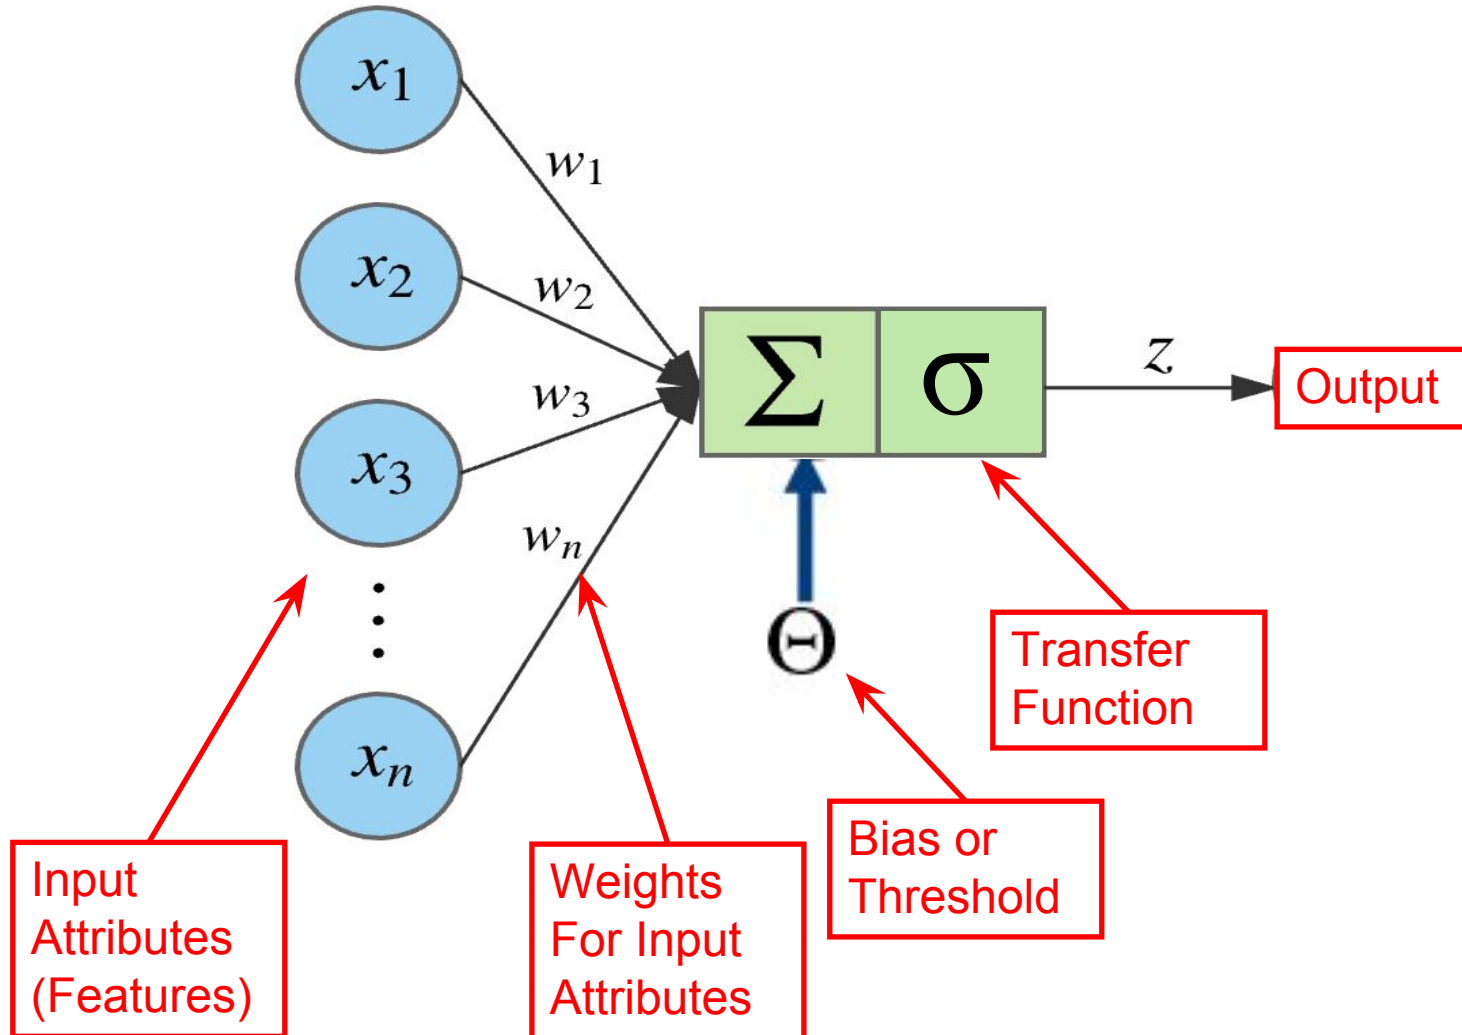 x1
w1
x2
w2
x3
w3
⋮
wn
xn
Σ
σ
z
Output
Θ
Transfer
Function
Bias or
Threshold
Input
Attributes
(Features)
Weights
For Input
Attributes